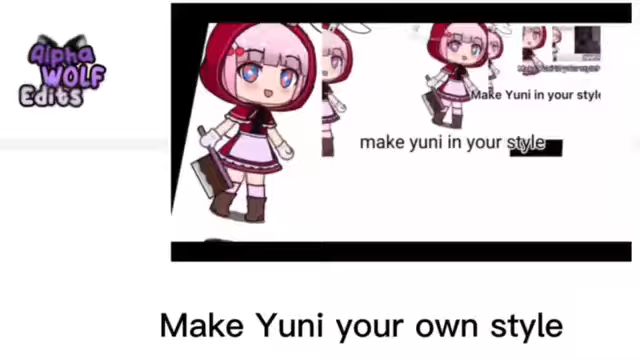 Alpha
WOLF
Edits
Make Yuni in your style
make yuni in your style
Make Yuni your own style